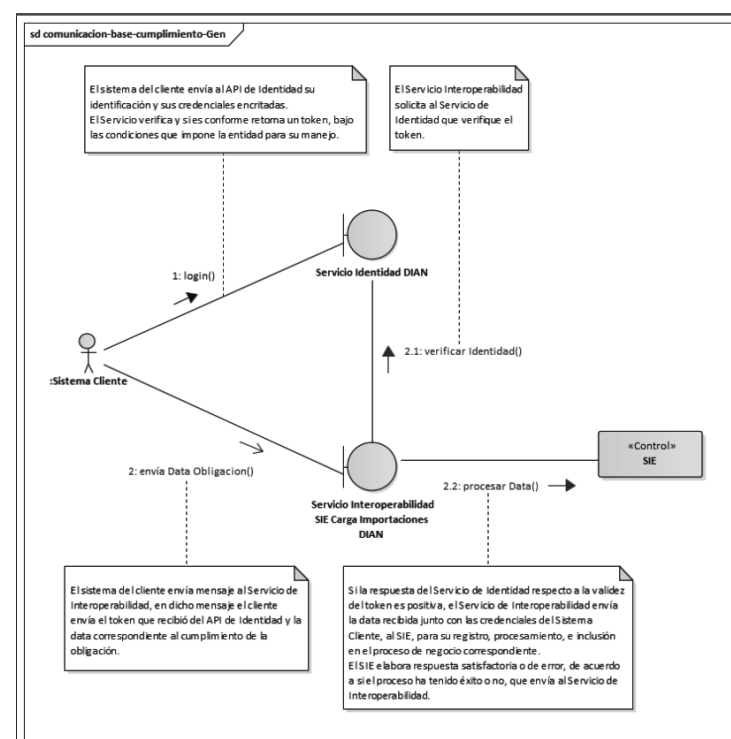 sd comunicacion-base-cumplimiento-Gen
El sistema del cliente envía al API de Identidad su
identificación y sus credenciales encritadas.
El Servicio verifica y si es conforme retorna un token, bajo
las condiciones que impone la entidad para su manejo.
El Servicio Interoperabilidad
solicita al Servicio de
Identidad que verifique el
token.
1: login()
Servicio Identidad DIAN
2.1: verificar Identidad()
:Sistema Cliente
2: envía Data Obligacion()
Servicio Interoperabilidad
SIE Carga Importaciones
DIAN
2.2: procesar Data()
«Control»
SIE
El sistema del cliente envía mensaje al Servicio de
Interoperabilidad, en dicho mensaje el cliente
envía el token que recibió del API de Identidad y la
data correspondiente al cumplimiento de la
obligación.
Si la respuesta del Servicio de Identidad respecto a la validez
del token es positiva, el Servicio de Interoperabilidad envía
la data recibida junto con las credenciales del Sistema
Cliente, al SIE, para su registro, procesamiento, e inclusión
en el proceso de negocio correspondiente.
El SIE elabora respuesta satisfactoria o de error, de acuerdo
a si el proceso ha tenido éxito o no, que envía al Servicio de
Interoperabilidad.